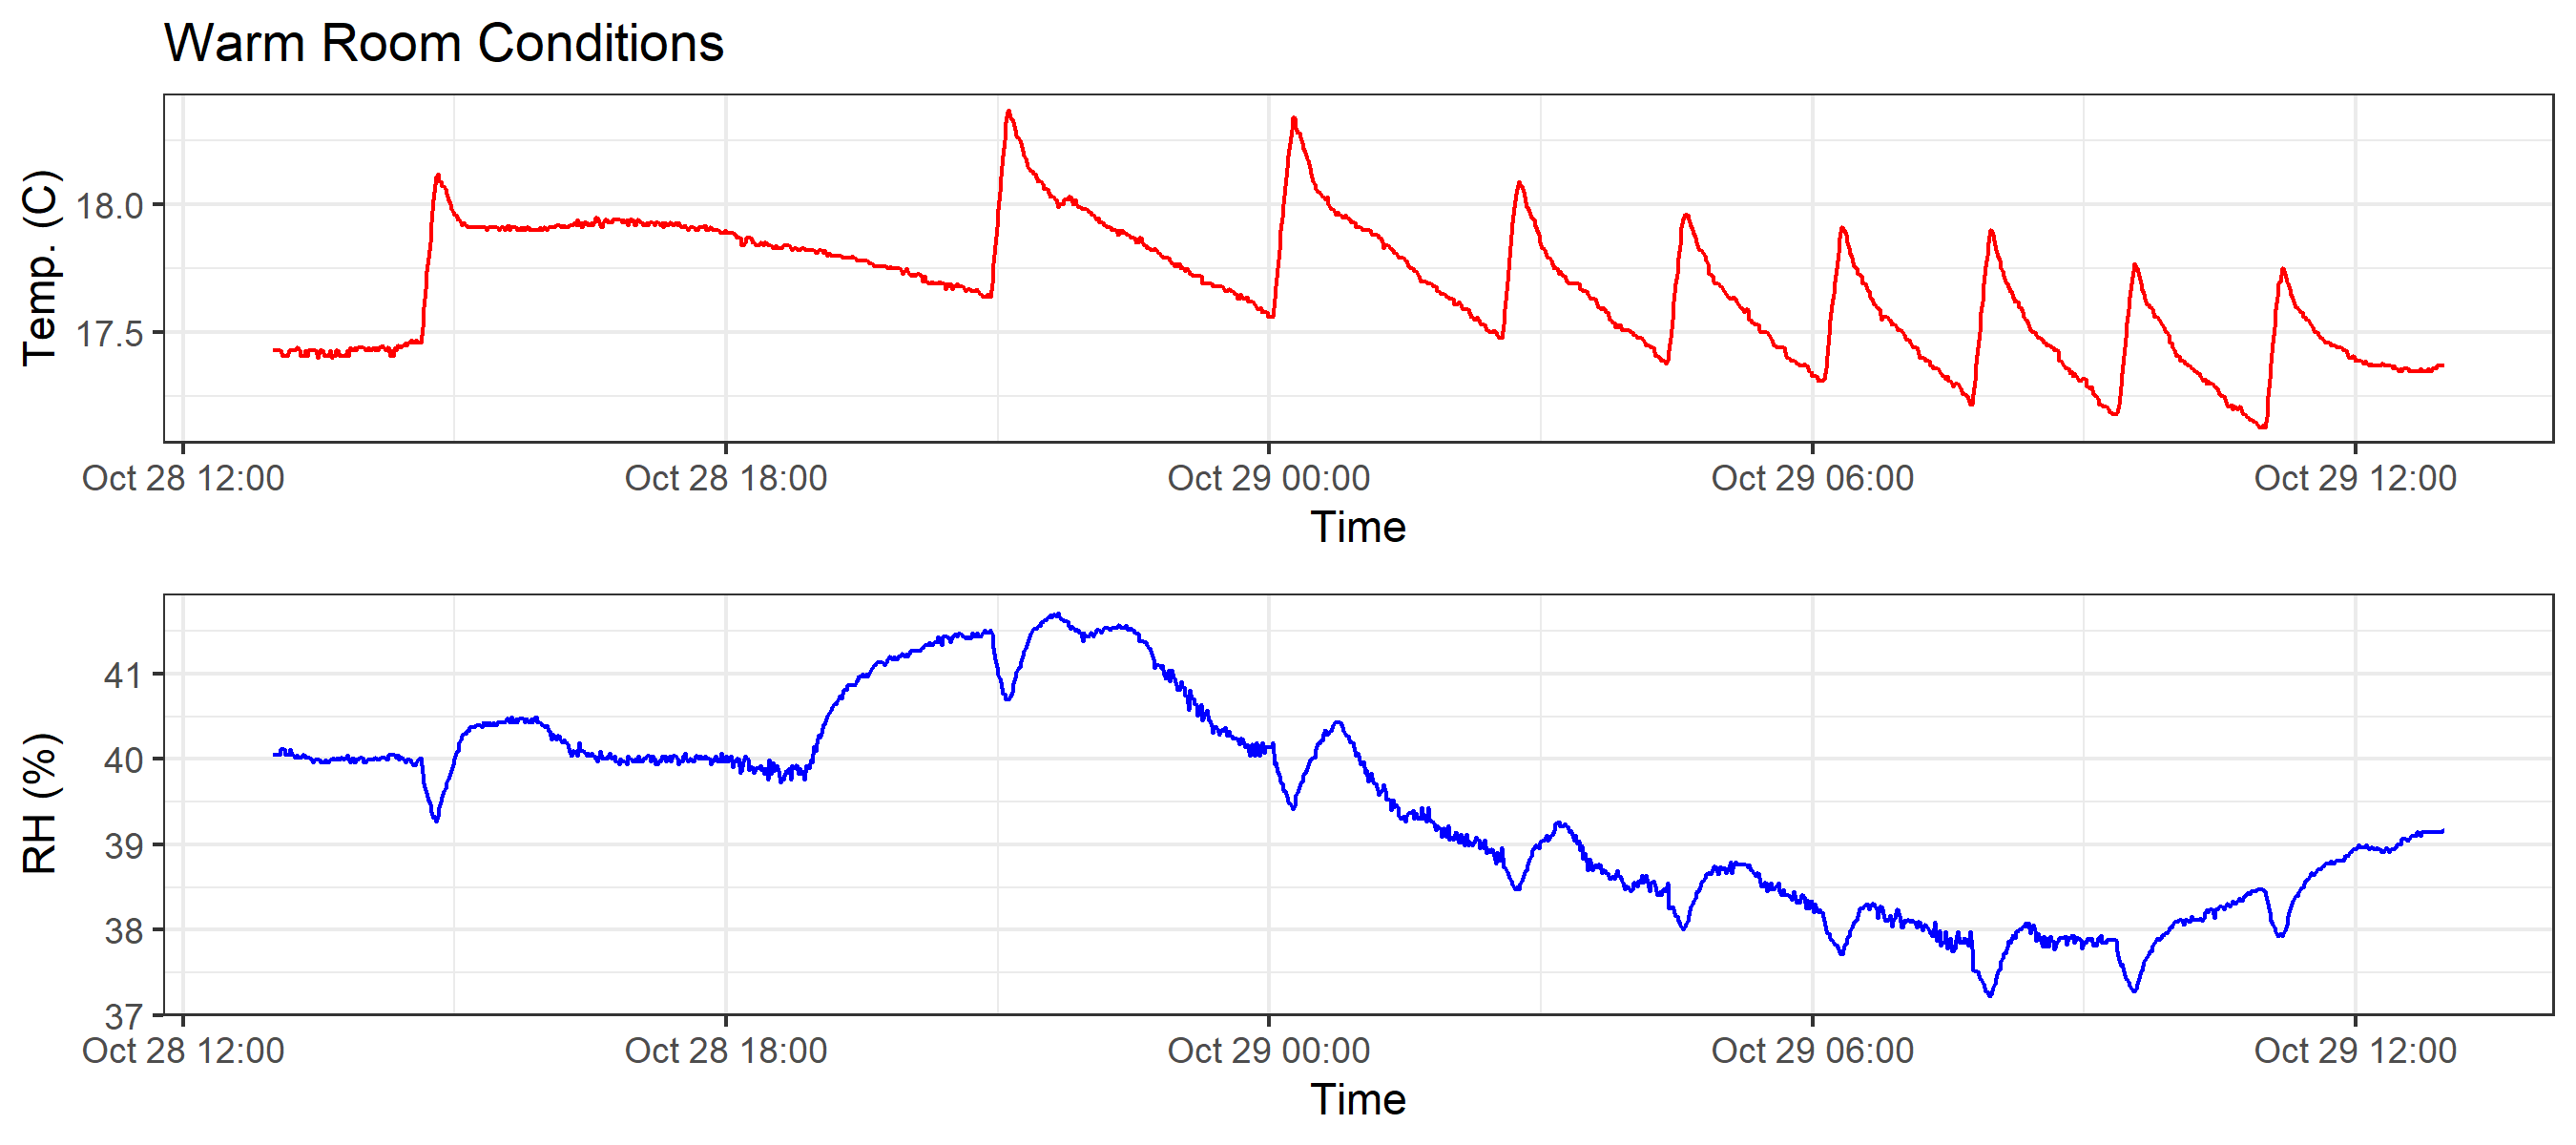 Warm Room Conditions
Temp. (C)
18.0
17.5
Oct 28 12:00 Oct 28 18:00 Oct 29 00:00 Oct 29 06:00 Oct 29 12:00
Time
RH (%)
41
40
39
38
37
Oct 28 12:00 Oct 28 18:00 Oct 29 00:00 Oct 29 06:00 Oct 29 12:00
Time